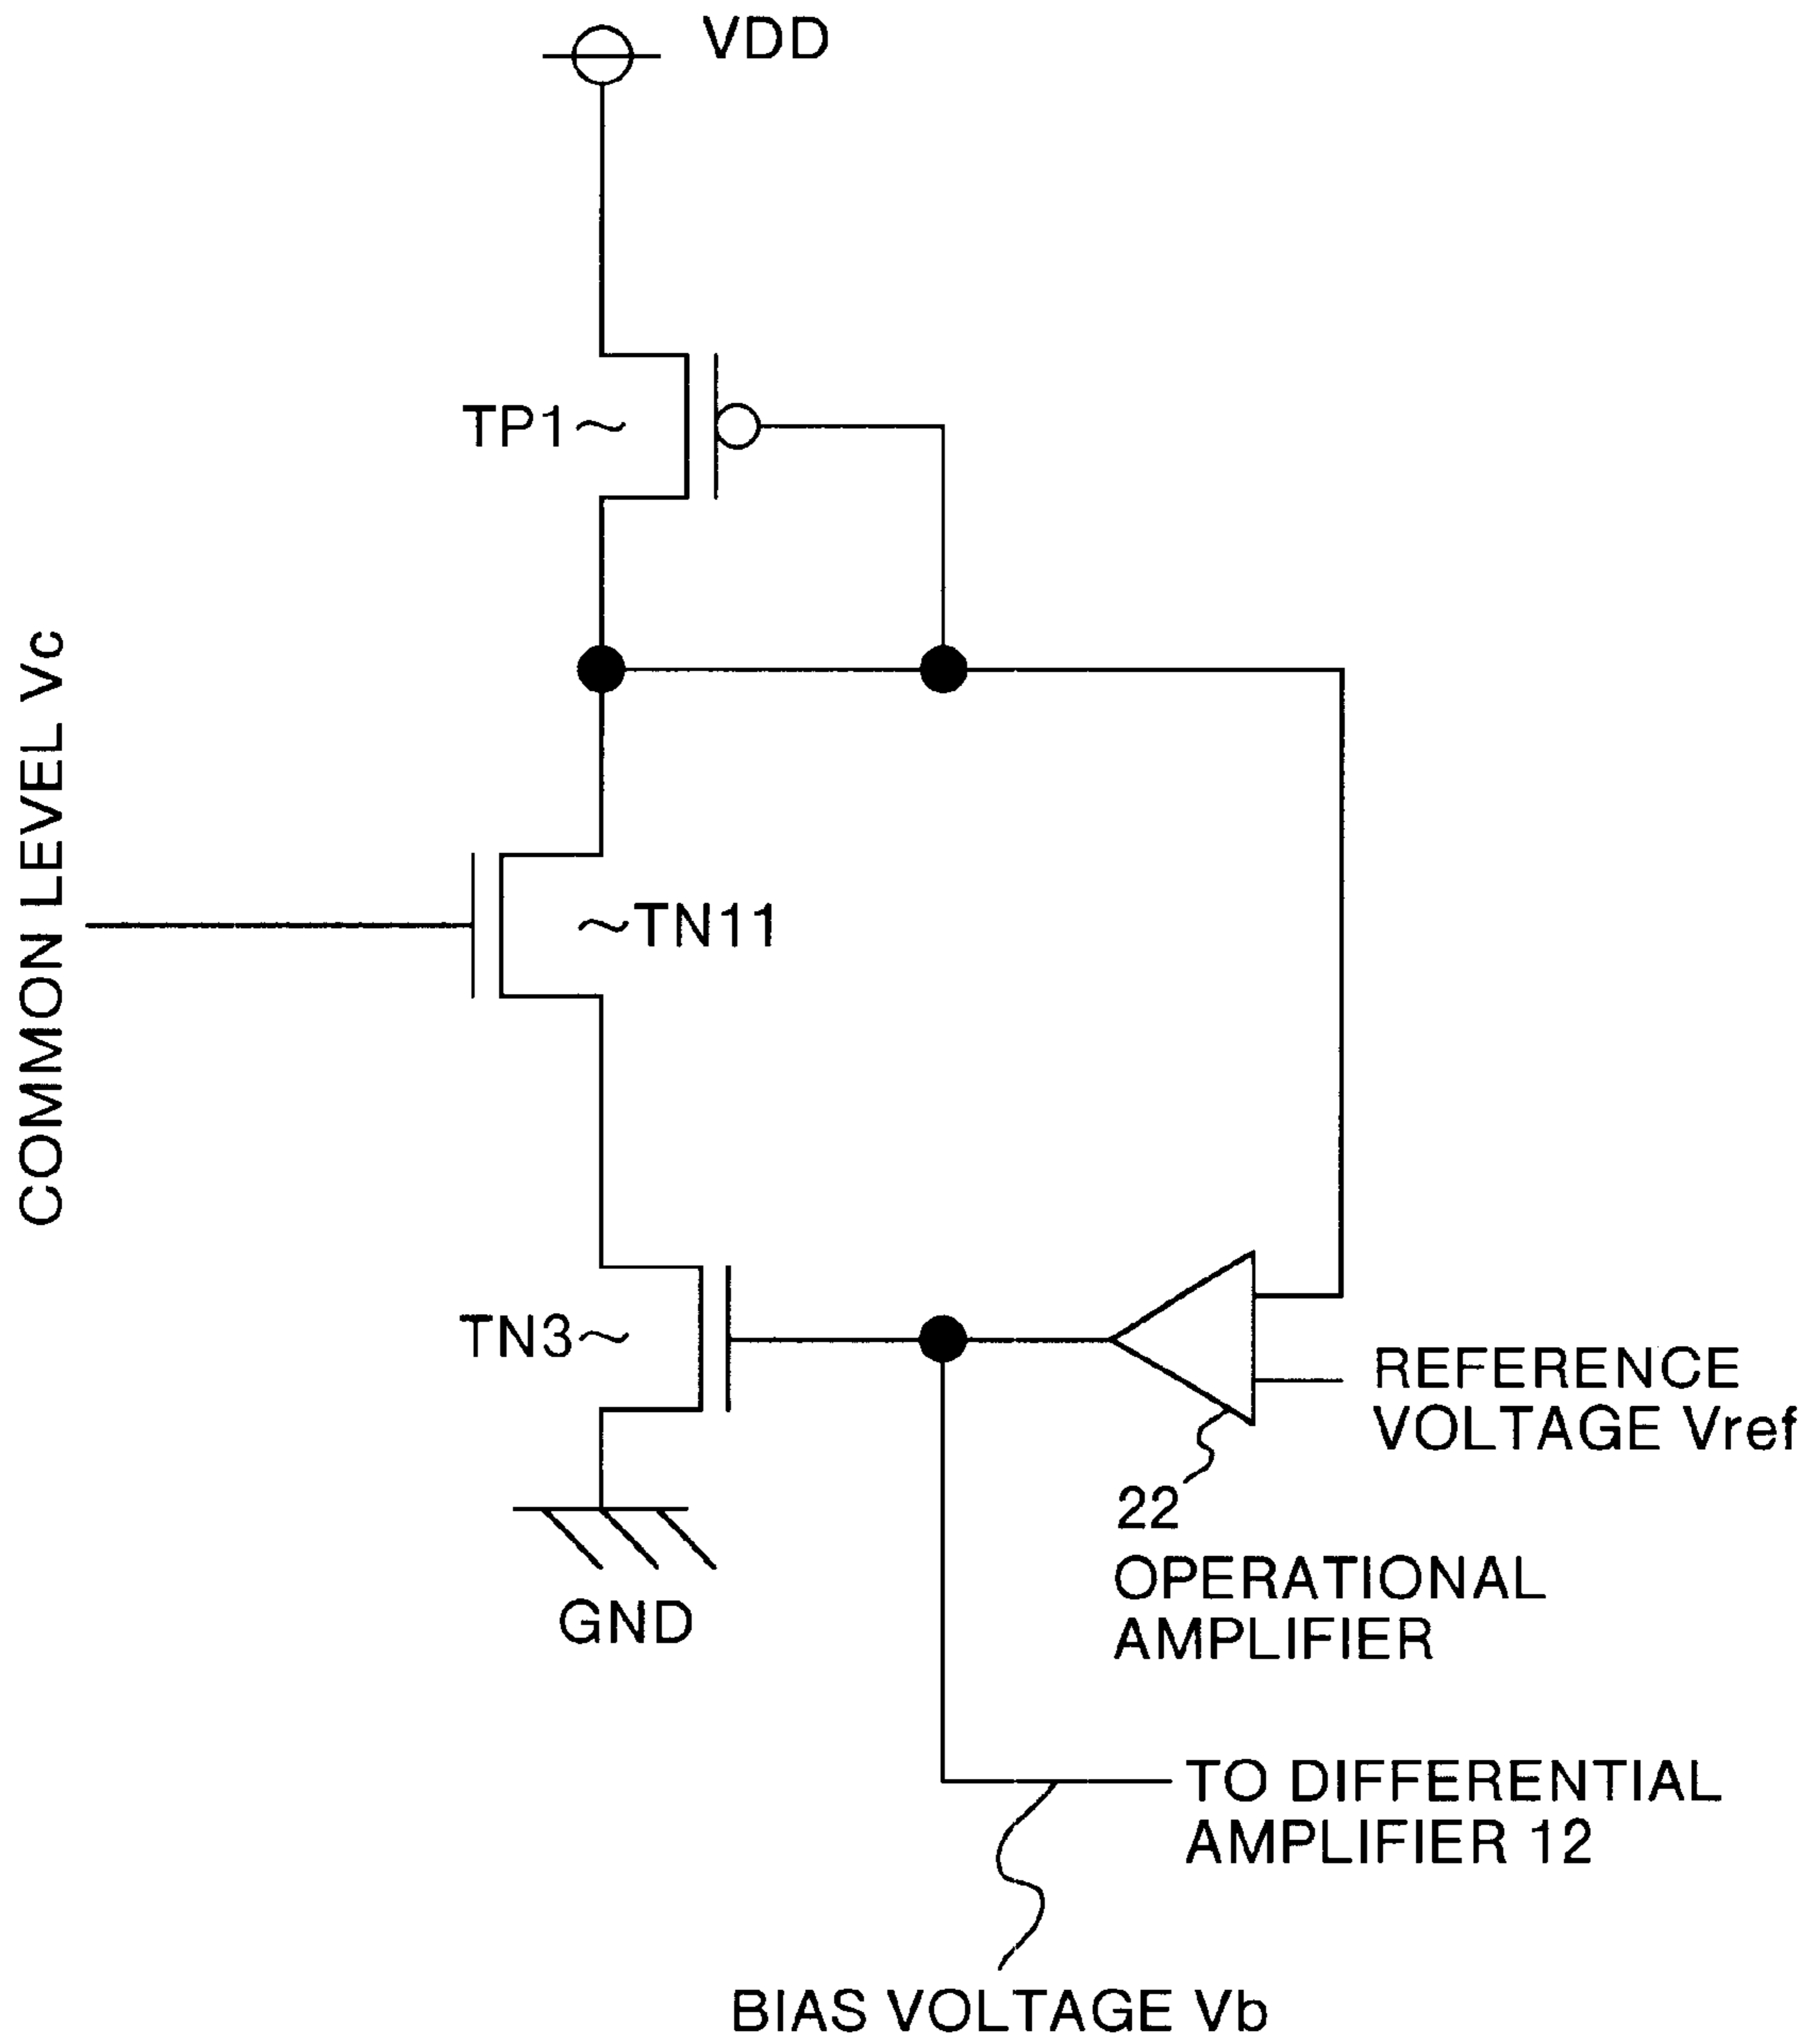 VDD
TP1
COMMON LEVEL Vc
TN11
TN3
REFERENCE
VOLTAGE Vref
22
OPERATIONAL
AMPLIFIER
GND
TO DIFFERENTIAL
AMPLIFIER 12
BIAS VOLTAGE Vb